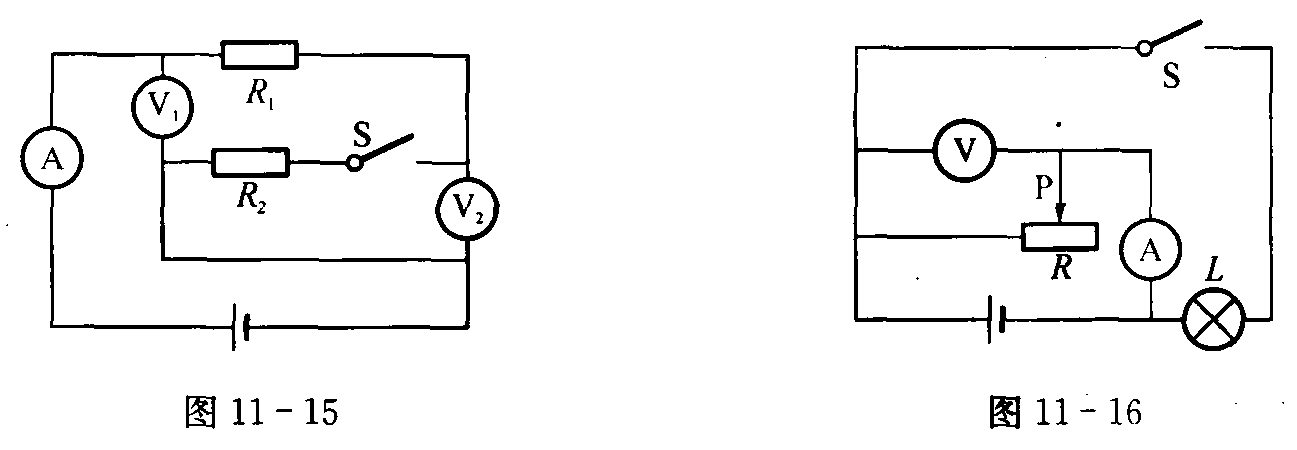 R₁
V₁
A
S
R₂
V₂
图 11-15
S
V
P
R
A
L
图 11-16